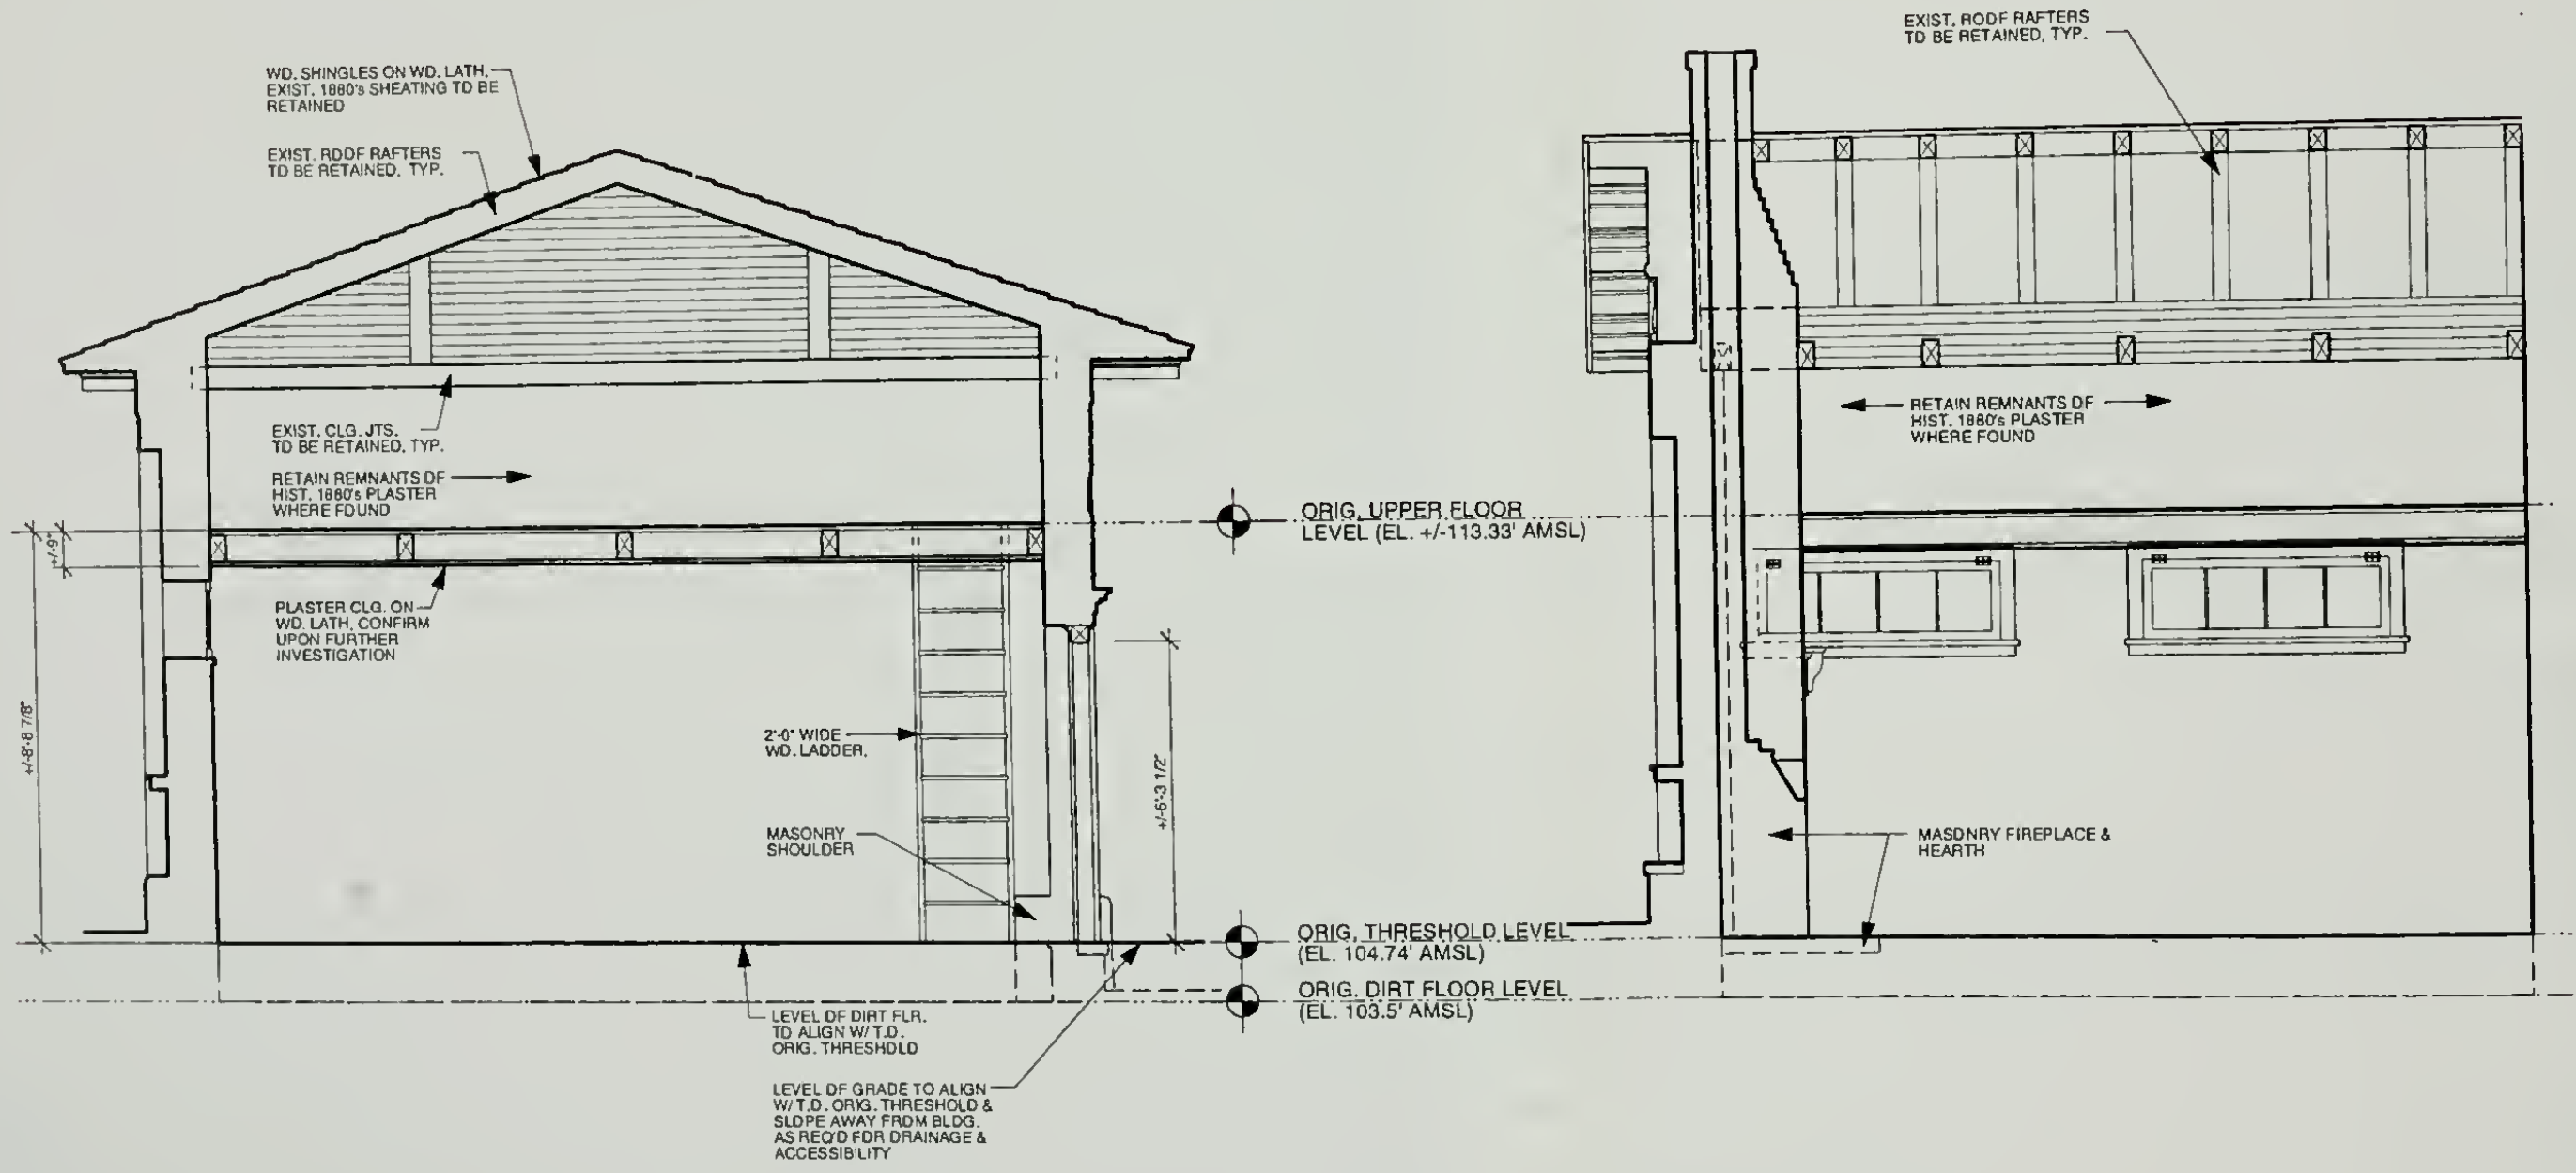 WD. SHINGLES ON WD. LATH.
EXIST. 1880's SHEATING TO BE
RETAINED
EXIST. ROOF RAFTERS
TO BE RETAINED, TYP.
EXIST. CLG. JTS.
TO BE RETAINED, TYP.
RETAIN REMNANTS OF
HIST. 1880's PLASTER
WHERE FOUND
+/-9"
PLASTER CLG. ON
WD. LATH, CONFIRM
UPON FURTHER
INVESTIGATION
+/-8'-8 7/8"
2'-0" WIDE
WD. LADDER.
MASONRY
SHOULDER
+/-6'-3 1/2"
LEVEL OF DIRT FLR.
TO ALIGN W/ T.O.
ORIG. THRESHOLD
LEVEL OF GRADE TO ALIGN
W/ T.O. ORIG. THRESHOLD &
SLOPE AWAY FROM BLDG.
AS REQ'D FOR DRAINAGE &
ACCESSIBILITY
ORIG. UPPER FLOOR
LEVEL (EL. +/-113.33' AMSL)
ORIG. THRESHOLD LEVEL
(EL. 104.74' AMSL)
ORIG. DIRT FLOOR LEVEL
(EL. 103.5' AMSL)
EXIST. ROOF RAFTERS
TO BE RETAINED, TYP.
RETAIN REMNANTS OF
HIST. 1880's PLASTER
WHERE FOUND
MASONRY FIREPLACE &
HEARTH